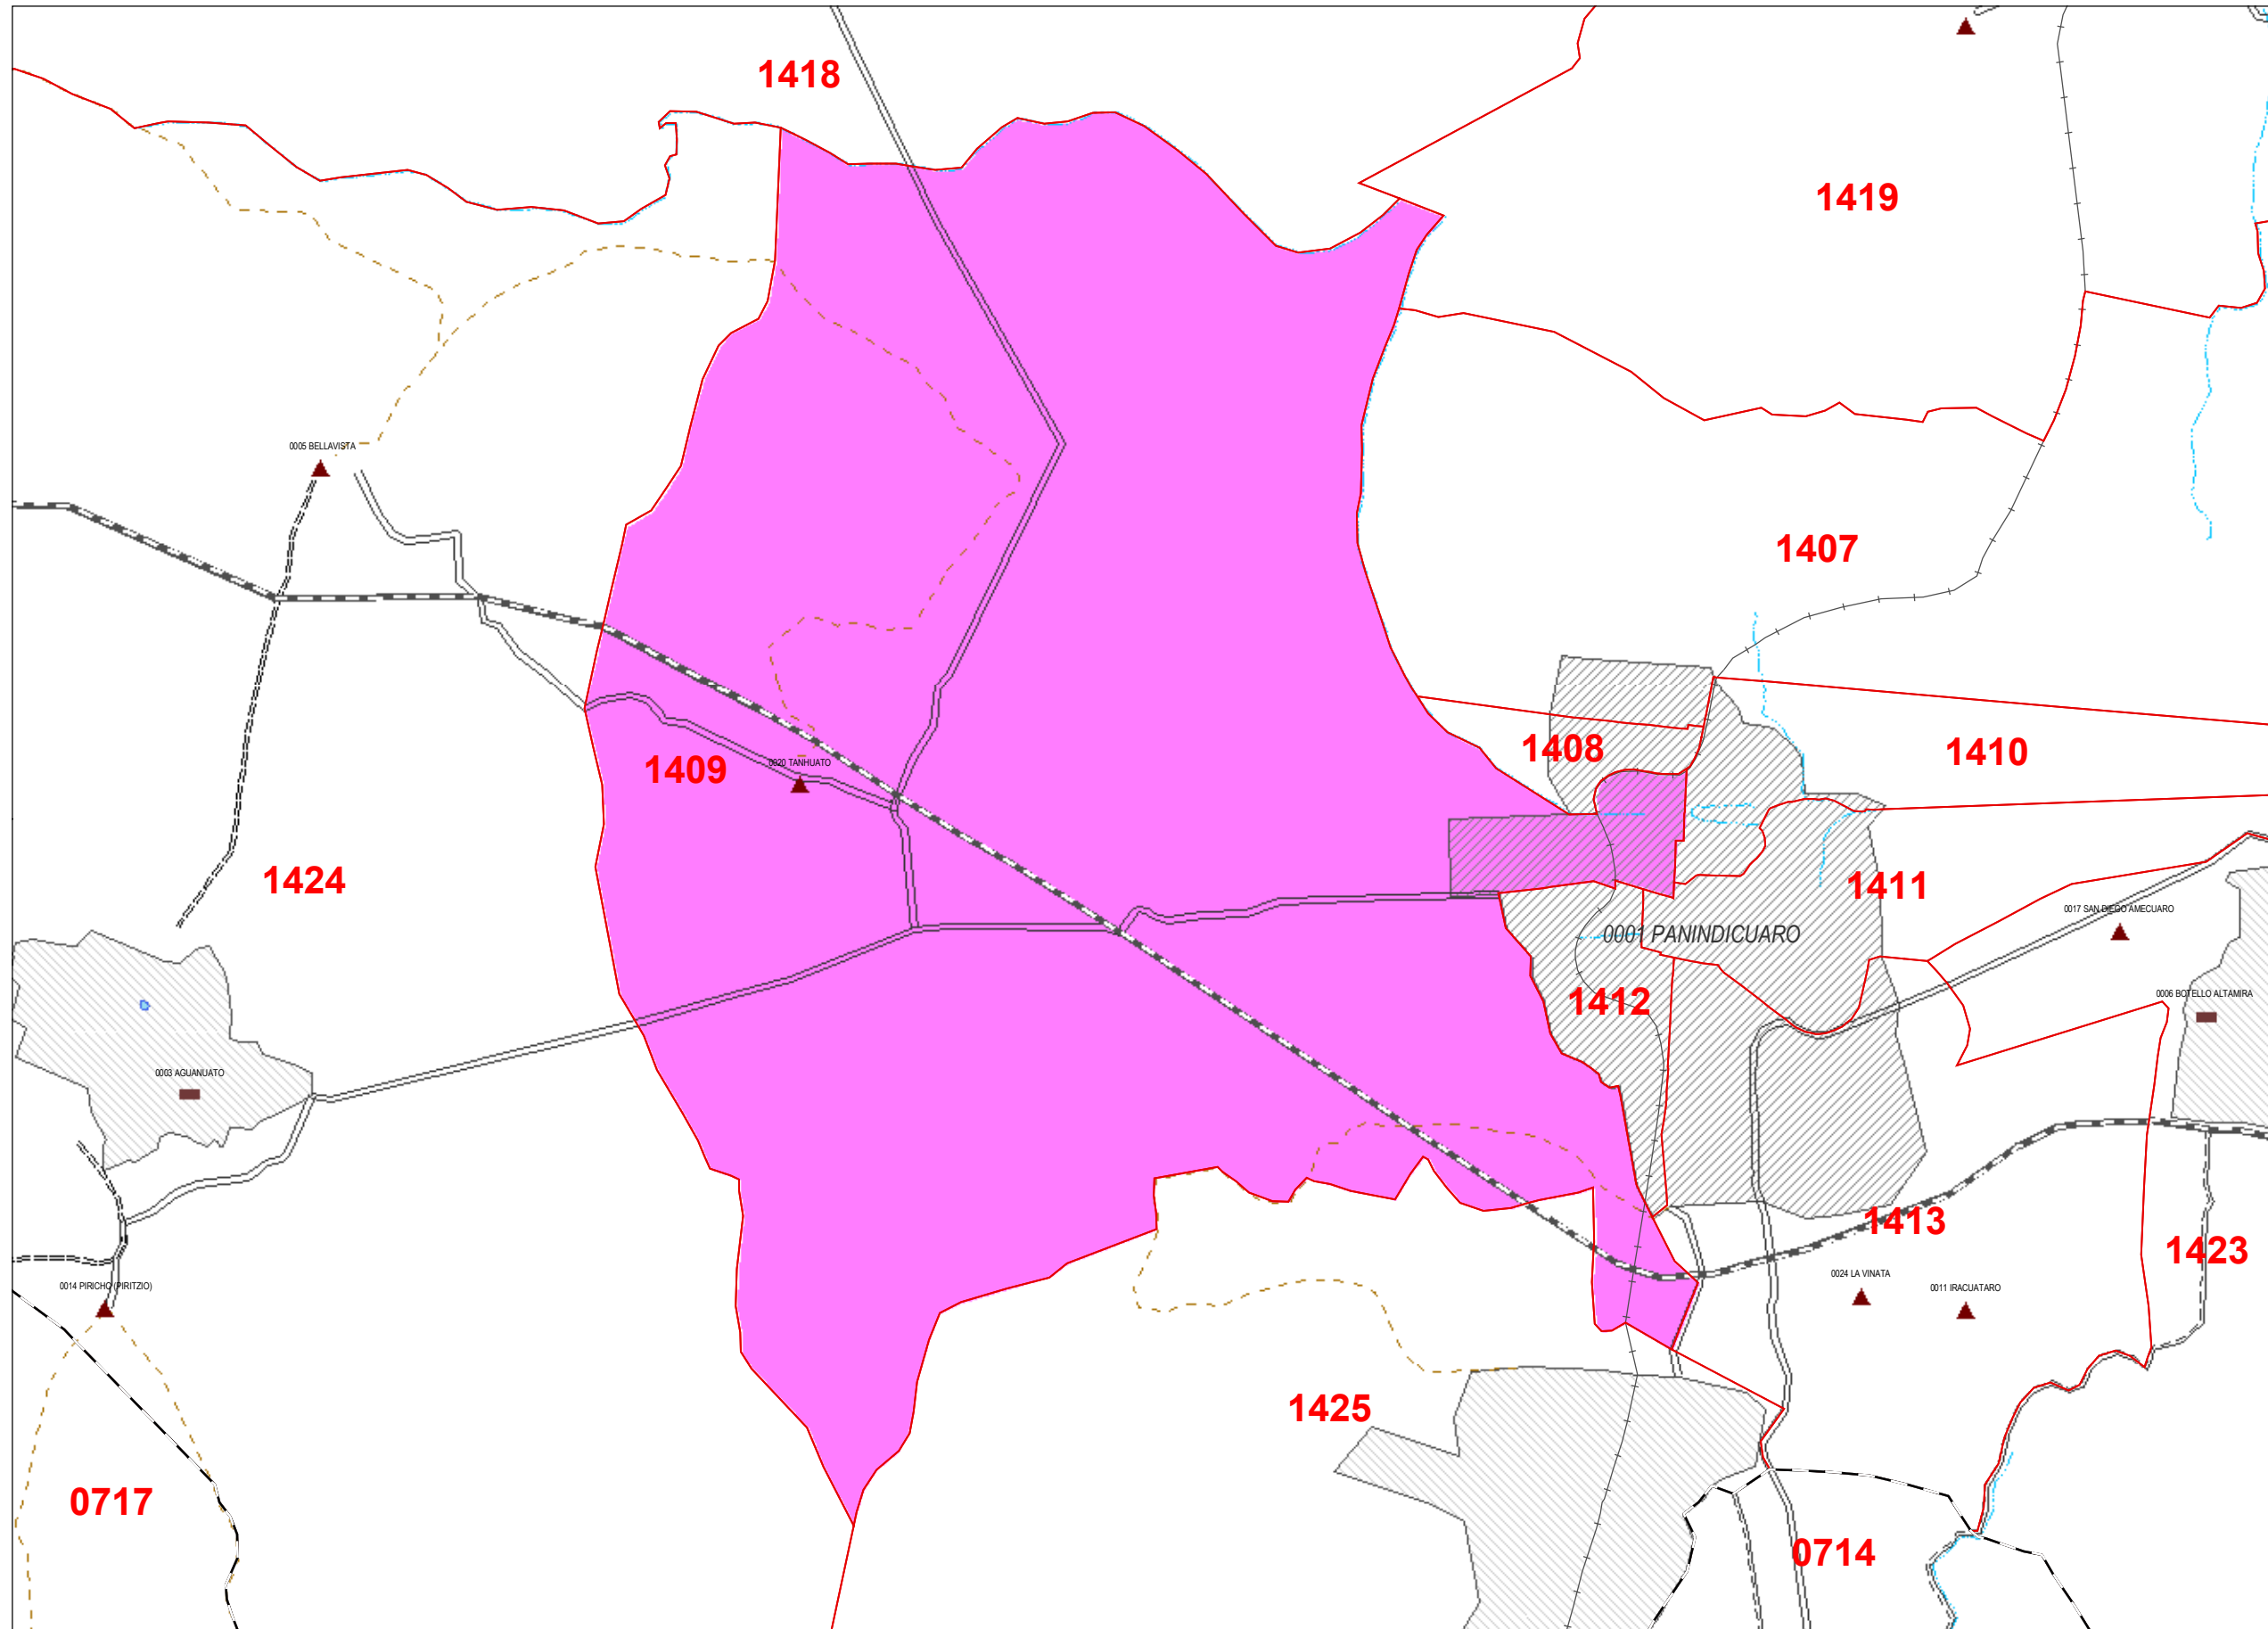 1418
1419
0005 BELLAVISTA
1407
1408
1410
1409
0020 TANHUATO
1424
1411
0017 SAN DIEGO AMECUARO
0001 PANINDICUARO
1412
0006 BOTELLO ALTAMIRA
0003 AGUANUATO
1413
1423
0014 PIRICHO (PIRITZIO)
0024 LA VINATA
0011 IRACUATARO
1425
0717
0714